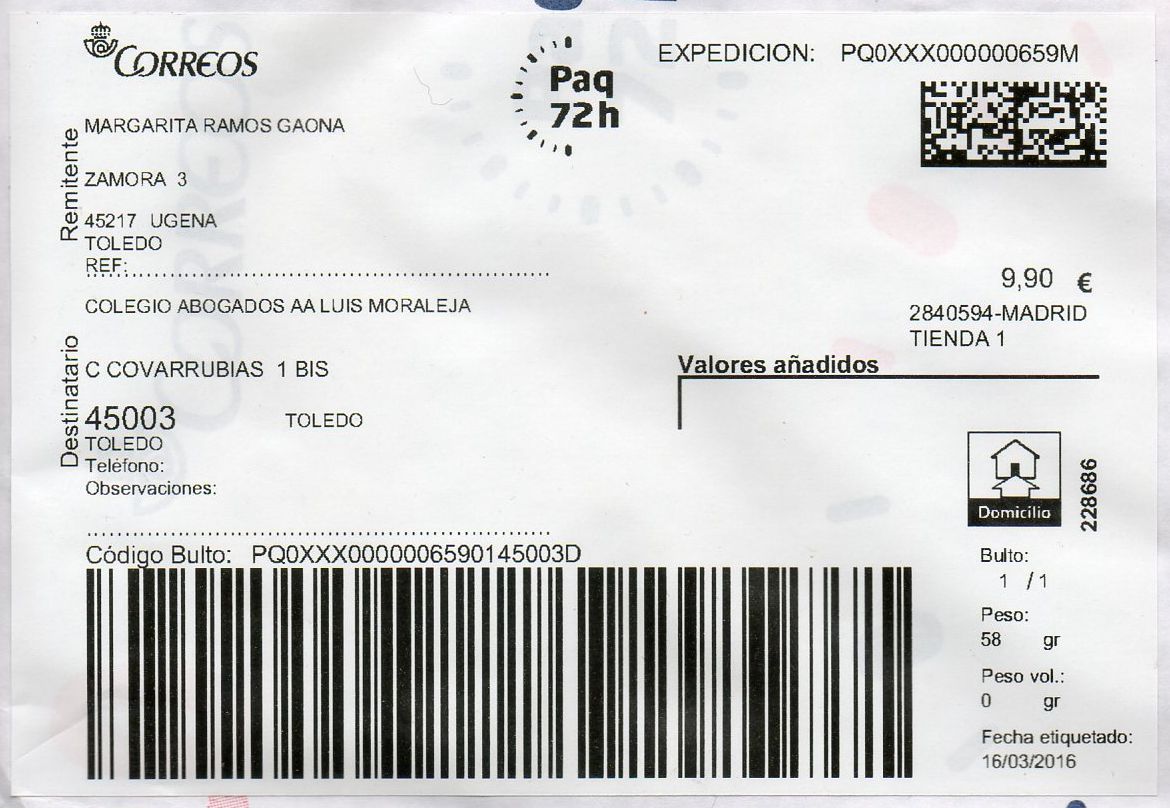 CORREOS
Paq
72h
EXPEDICION: PQ0XXX000000659M
Remitente
MARGARITA RAMOS GAONA
ZAMORA 3
45217 UGENA
TOLEDO
REF:
9,90 €
2840594-MADRID
TIENDA 1
Destinatario
COLEGIO ABOGADOS AA LUIS MORALEJA
C COVARRUBIAS 1 BIS
45003 TOLEDO
TOLEDO
Teléfono:
Observaciones:
Valores añadidos
Domicilio
228686
Código Bulto: PQ0XXX0000006590145003D
Bulto:
1 / 1
Peso:
58 gr
Peso vol.:
0 gr
Fecha etiquetado:
16/03/2016